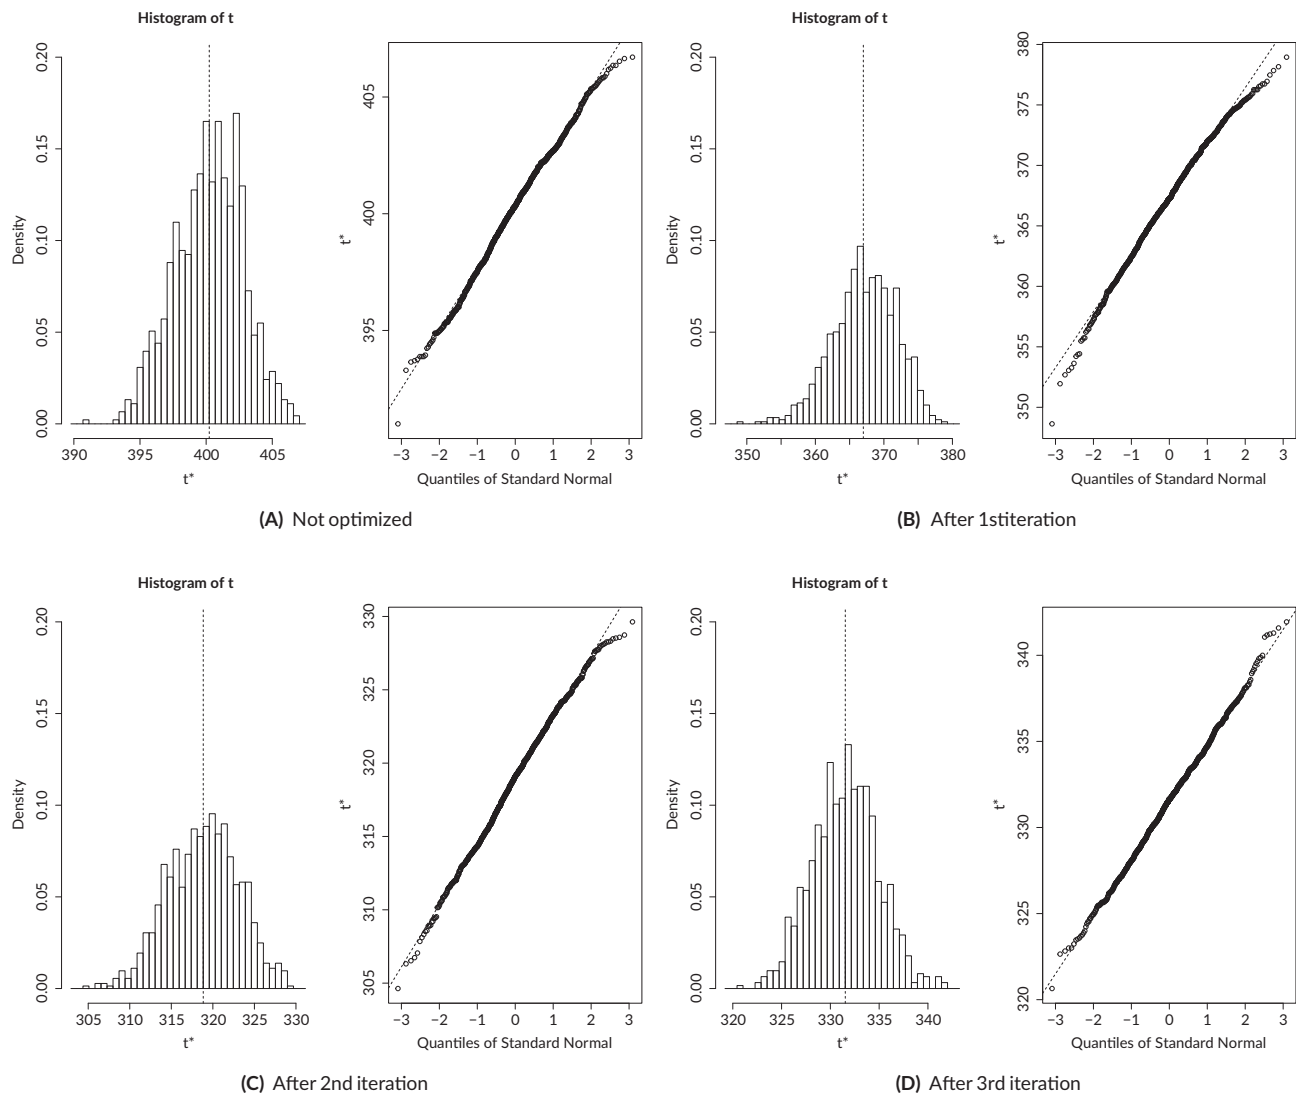 Histogram of t
Histogram of t
0.00 0.05 0.10 0.15 0.20
Density
390 395 400 405
t*
395 400 405
t*
−3 −2 −1 0 1 2 3
Quantiles of Standard Normal
0.00 0.05 0.10 0.15 0.20
Density
350 360 370 380
t*
350 355 360 365 370 375 380
t*
−3 −2 −1 0 1 2 3
Quantiles of Standard Normal
(A) Not optimized
(B) After 1stiteration
Histogram of t
Histogram of t
0.00 0.05 0.10 0.15 0.20
Density
305 310 315 320 325 330
t*
305 310 315 320 325 330
t*
−3 −2 −1 0 1 2 3
Quantiles of Standard Normal
0.00 0.05 0.10 0.15 0.20
Density
320 325 330 335 340
t*
320 325 330 335 340
t*
−3 −2 −1 0 1 2 3
Quantiles of Standard Normal
(C) After 2nd iteration
(D) After 3rd iteration